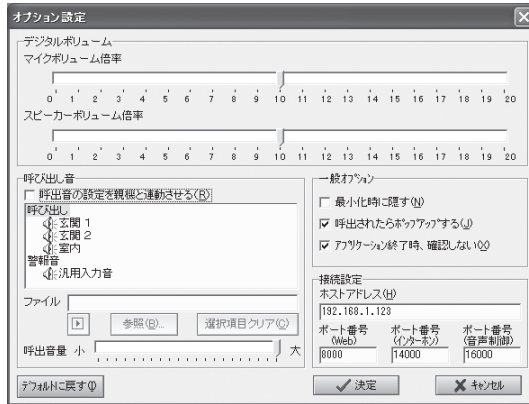 オプション設定
デジタルボリューム
マイクボリューム倍率
0 1 2 3 4 5 6 7 8 9 10 11 12 13 14 15 16 17 18 19 20
スピーカーボリューム倍率
0 1 2 3 4 5 6 7 8 9 10 11 12 13 14 15 16 17 18 19 20
呼び出し音
呼出音の設定を親機と連動させる(R)
呼び出し
玄関 1
玄関 2
室内
警報音
汎用入力音
ファイル
参照(B)...
選択項目クリア(C)
呼出音量 小 大
一般オプション
最小化時に隠す(N)
呼出されたらポップアップする(J)
アプリケーション終了時、確認しない(X)
接続設定
ホストアドレス(H)
192.168.1.123
ポート番号 (Web)
ポート番号 (インターホン)
ポート番号 (音声制御)
8000 14000 16000
デフォルトに戻す(I)
決定
キャンセル